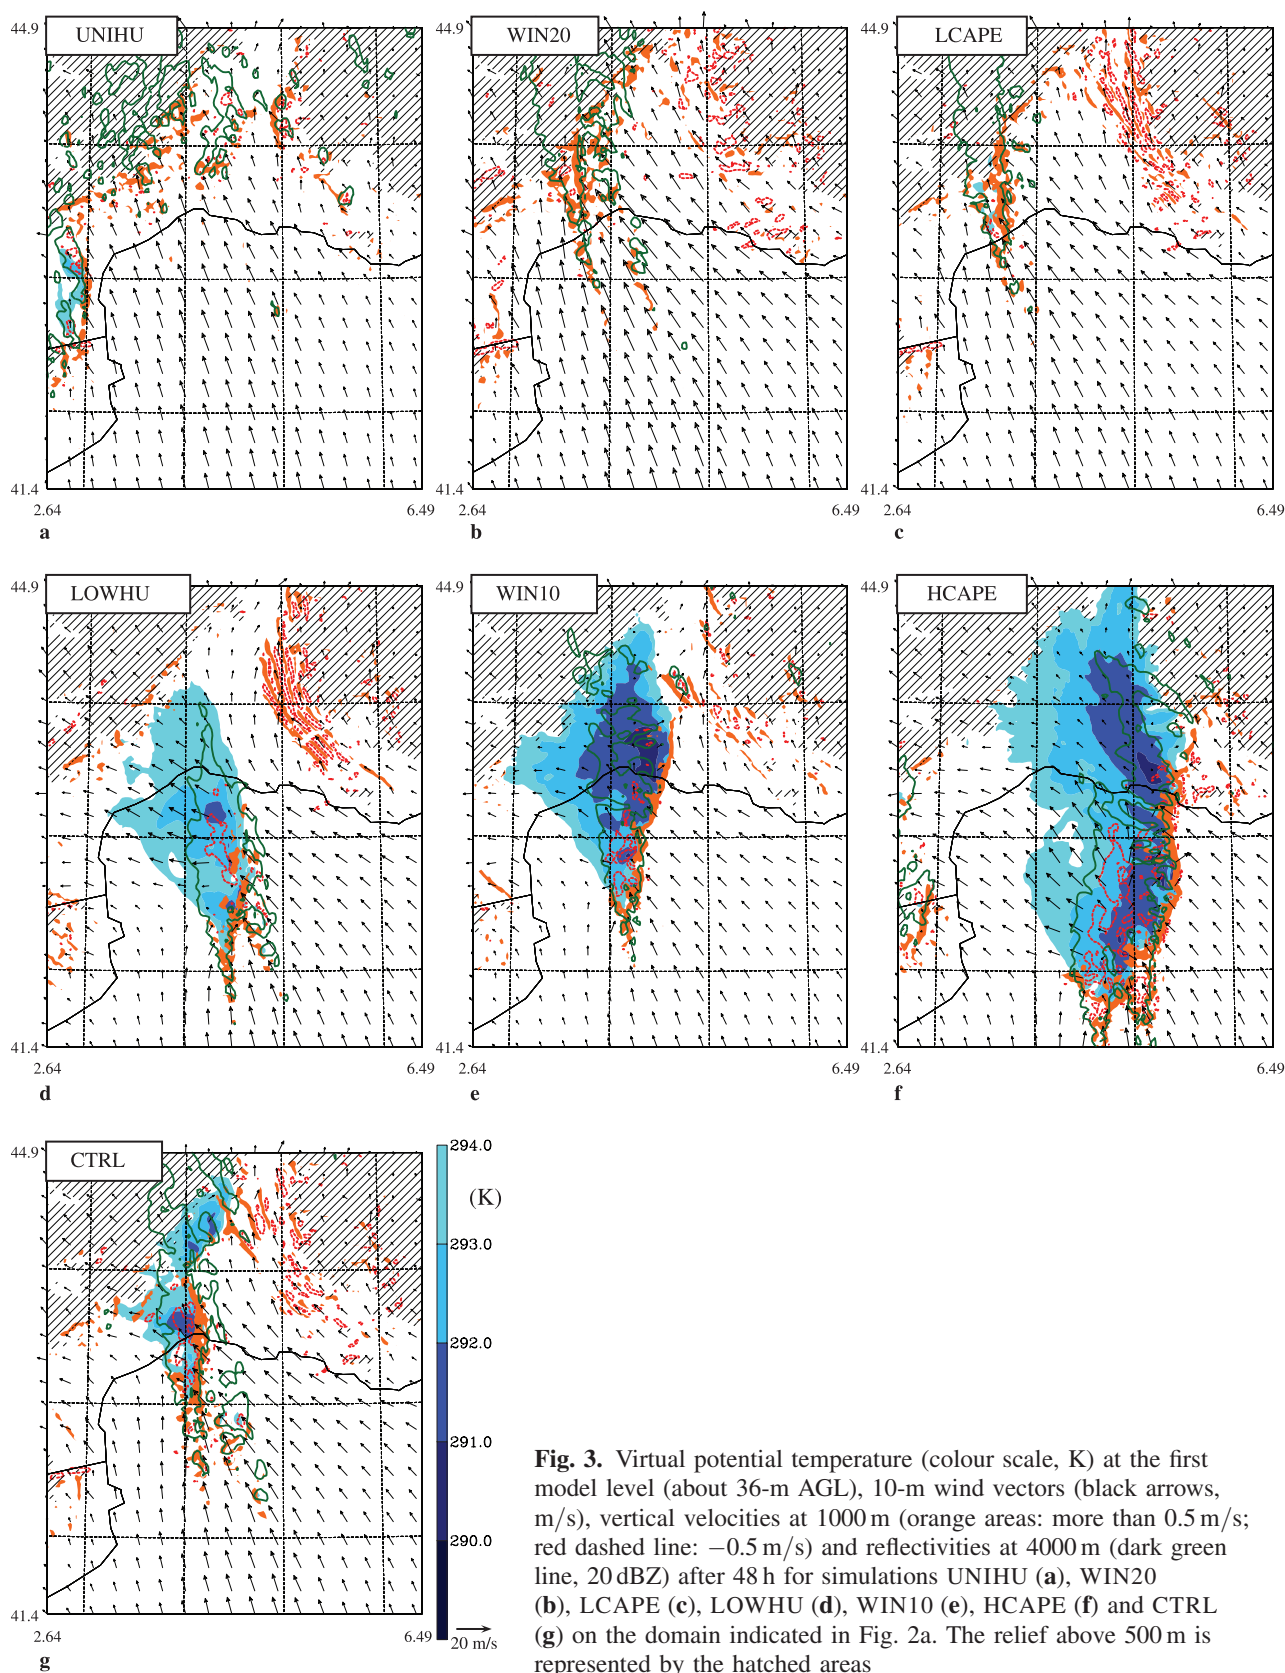 44.9
UNIHU
WIN20
44.9
LCAPE
44.9
41.4
2.64
6.49
a
41.4
2.64
6.49
b
41.4
2.64
6.49
c
44.9
LOWHU
44.9
WIN10
44.9
HCAPE
41.4
2.64
6.49
d
41.4
2.64
6.49
e
41.4
2.64
6.49
f
44.9
CTRL
294.0
(K)
293.0
292.0
291.0
290.0
20 m/s
41.4
2.64
6.49
g
Fig. 3. Virtual potential temperature (colour scale, K) at the first
model level (about 36-m AGL), 10-m wind vectors (black arrows,
m/s), vertical velocities at 1000 m (orange areas: more than 0.5 m/s;
red dashed line: −0.5 m/s) and reflectivities at 4000 m (dark green
line, 20 dBZ) after 48 h for simulations UNIHU (a), WIN20
(b), LCAPE (c), LOWHU (d), WIN10 (e), HCAPE (f) and CTRL
(g) on the domain indicated in Fig. 2a. The relief above 500 m is
represented by the hatched areas